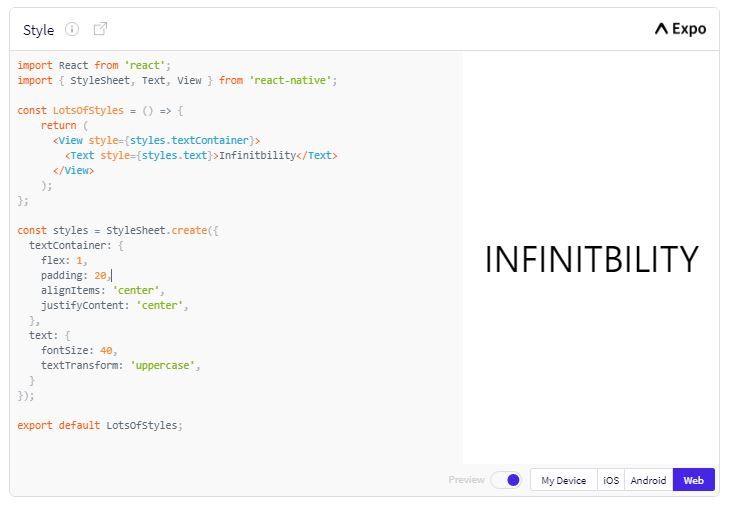 Style
Expo
import React from 'react';
import { StyleSheet, Text, View } from 'react-native';

const LotsOfStyles = () => {
    return (
      <View style={styles.textContainer}>
        <Text style={styles.text}>Infinitbility</Text>
      </View>
    );
};

const styles = StyleSheet.create({
  textContainer: {
    flex: 1,
    padding: 20,
    alignItems: 'center',
    justifyContent: 'center',
  },
  text: {
    fontSize: 40,
    textTransform: 'uppercase',
  }
});

export default LotsOfStyles;
INFINITBILITY
Preview
My Device
iOS
Android
Web